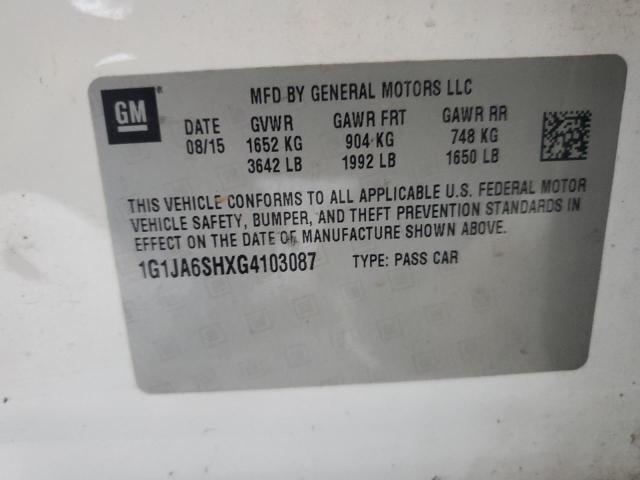 GM
MFD BY GENERAL MOTORS LLC
DATE GVWR GAWR FRT GAWR RR
08/15 1652 KG 904 KG 748 KG
3642 LB 1992 LB 1650 LB
THIS VEHICLE CONFORMS TO ALL APPLICABLE U.S. FEDERAL MOTOR
VEHICLE SAFETY, BUMPER, AND THEFT PREVENTION STANDARDS IN
EFFECT ON THE DATE OF MANUFACTURE SHOWN ABOVE.
1G1JA6SHXG4103087 TYPE: PASS CAR